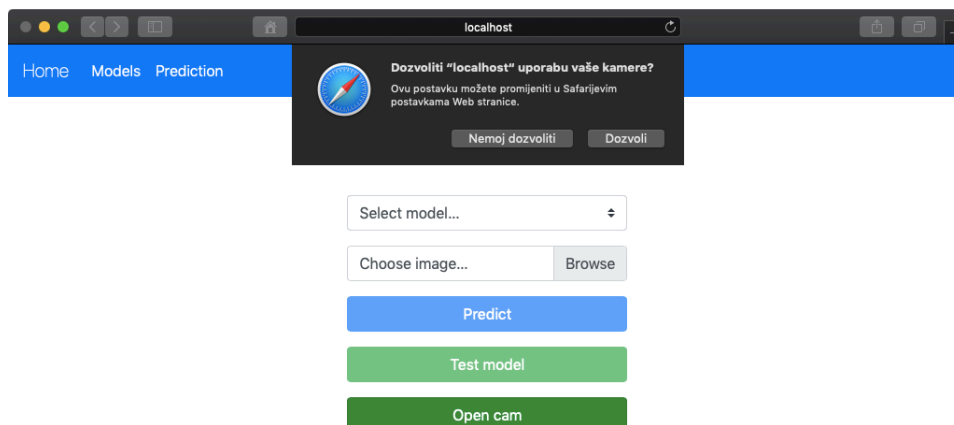 localhost
Home Models Prediction
Dozvoliti “localhost“ uporabu vaše kamere?
Ovu postavku možete promijeniti u Safarijevim
postavkama Web stranice.
Nemoj dozvoliti Dozvoli
Select model...
Choose image... Browse
Predict
Test model
Open cam